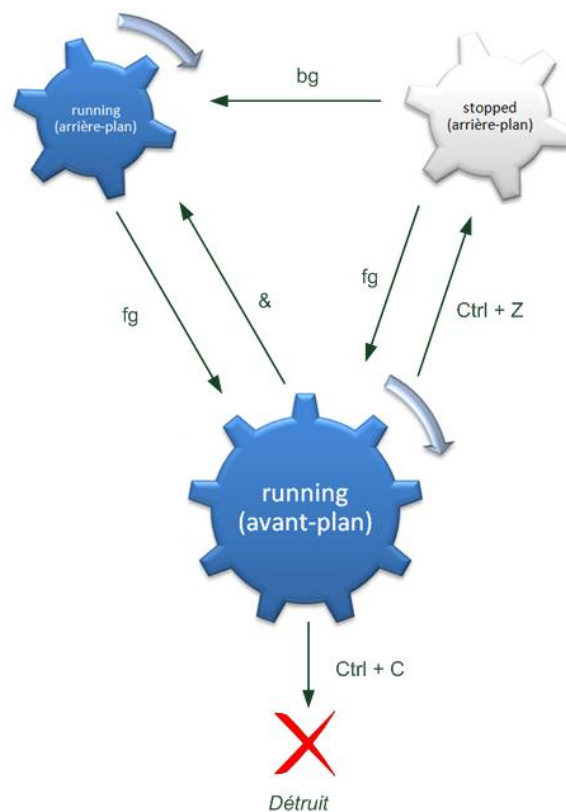 bg
running
(arrière-plan)
stopped
(arrière-plan)
fg
&
fg
Ctrl + Z
running
(avant-plan)
Ctrl + C
Détruit